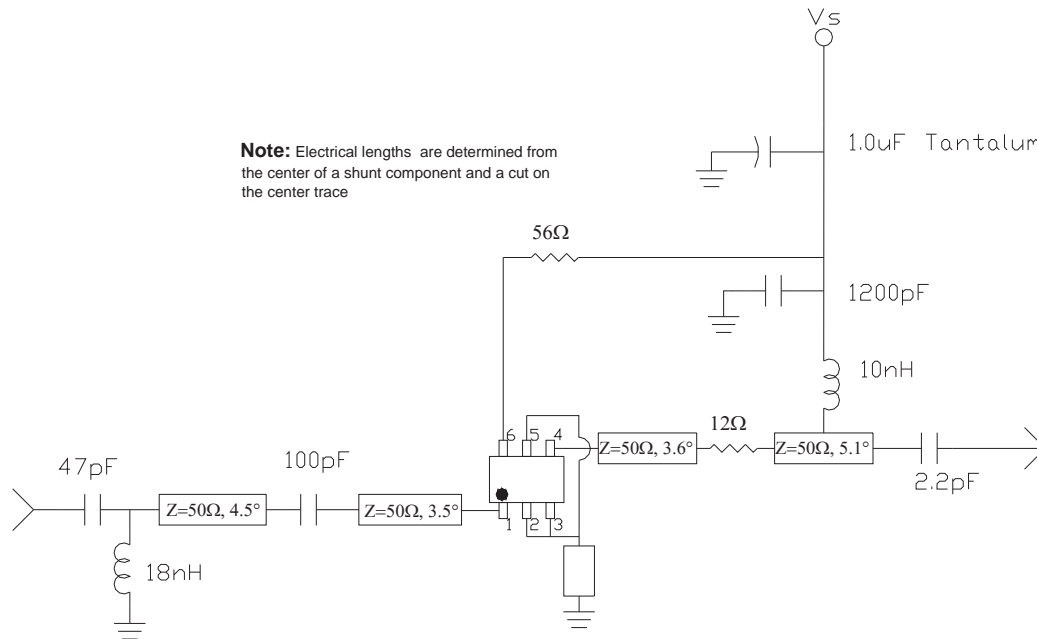 Vs
1.0uF Tantalum
Note: Electrical lengths are determined from
the center of a shunt component and a cut on
the center trace
56Ω
1200pF
10nH
12Ω
6 5 4
Z=50Ω, 3.6°
Z=50Ω, 5.1°
2.2pF
47pF
100pF
Z=50Ω, 4.5°
Z=50Ω, 3.5°
1 2 3
18nH